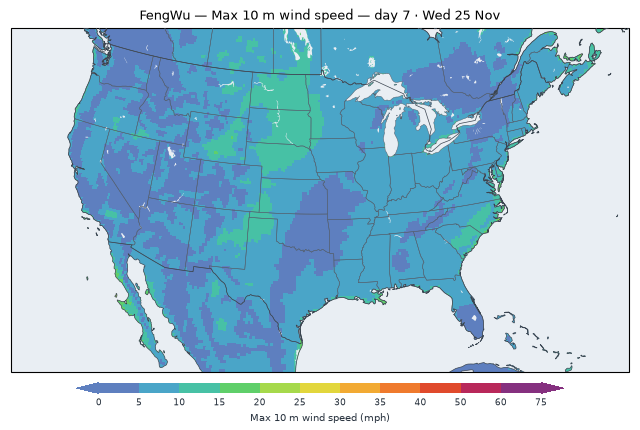 FengWu — Max 10 m wind speed — day 7 · Wed 25 Nov
0 5 10 15 20 25 30 35 40 50 60 75
Max 10 m wind speed (mph)